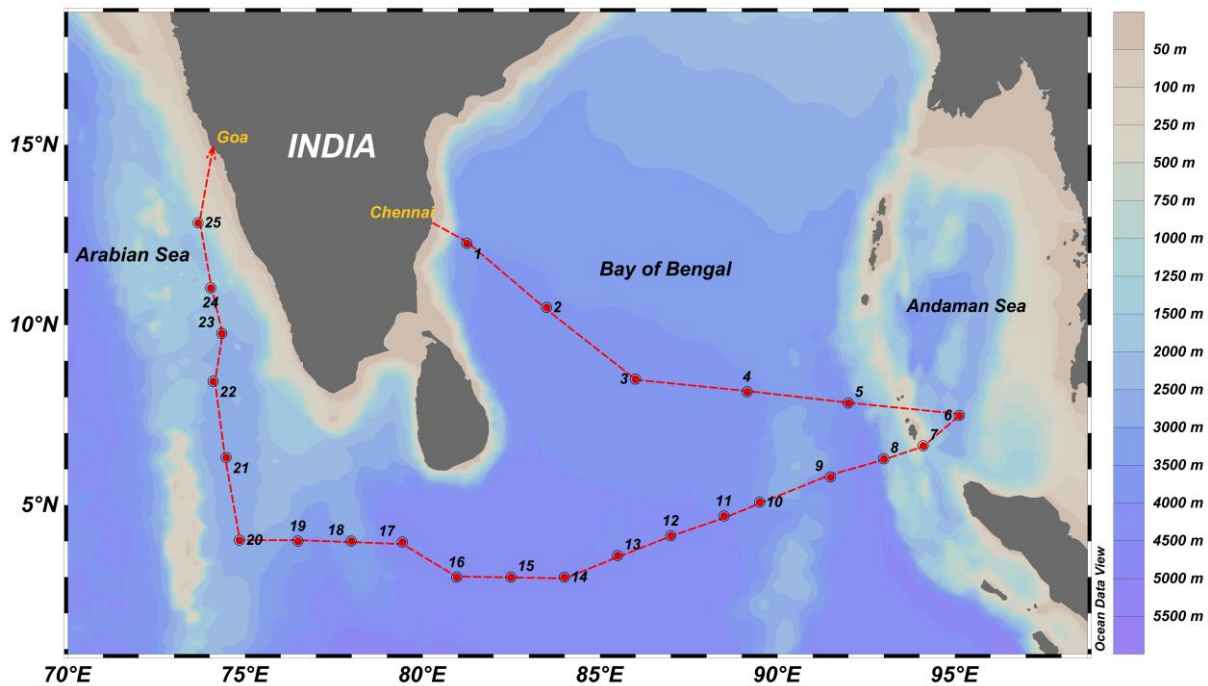 15°N
10°N
5°N
70°E
75°E
80°E
85°E
90°E
95°E
INDIA
Goa
Chennai
Arabian Sea
Bay of Bengal
Andaman Sea
1
2
3
4
5
6
7
8
9
10
11
12
13
14
15
16
17
18
19
20
21
22
23
24
25
Ocean Data View
50 m
100 m
250 m
500 m
750 m
1000 m
1250 m
1500 m
2000 m
2500 m
3000 m
3500 m
4000 m
4500 m
5000 m
5500 m